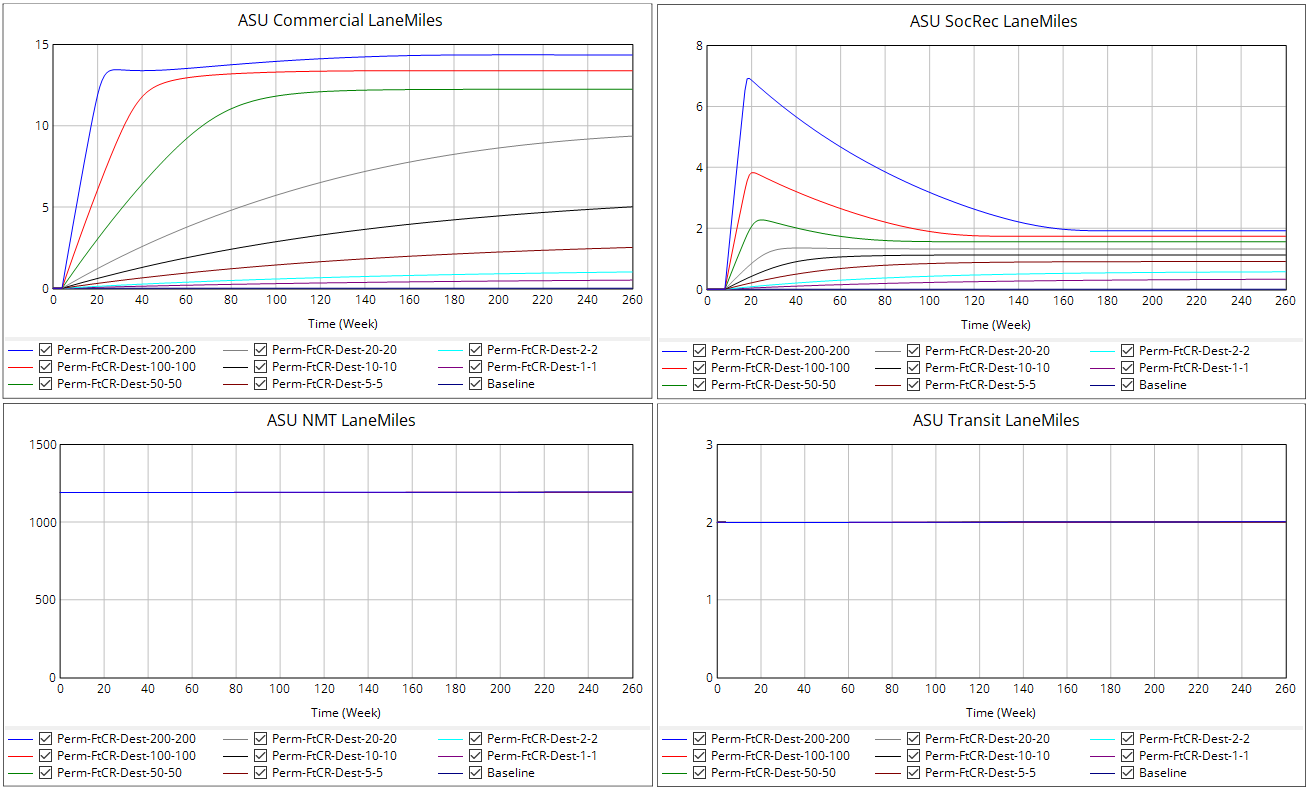 ASU Commercial LaneMiles
15
10
5
0
0 20 40 60 80 100 120 140 160 180 200 220 240 260
Time (Week)
Perm-FtCR-Dest-200-200 Perm-FtCR-Dest-20-20 Perm-FtCR-Dest-2-2
Perm-FtCR-Dest-100-100 Perm-FtCR-Dest-10-10 Perm-FtCR-Dest-1-1
Perm-FtCR-Dest-50-50 Perm-FtCR-Dest-5-5 Baseline
ASU SocRec LaneMiles
8
6
4
2
0
0 20 40 60 80 100 120 140 160 180 200 220 240 260
Time (Week)
Perm-FtCR-Dest-200-200 Perm-FtCR-Dest-20-20 Perm-FtCR-Dest-2-2
Perm-FtCR-Dest-100-100 Perm-FtCR-Dest-10-10 Perm-FtCR-Dest-1-1
Perm-FtCR-Dest-50-50 Perm-FtCR-Dest-5-5 Baseline
ASU NMT LaneMiles
1500
1000
500
0
0 20 40 60 80 100 120 140 160 180 200 220 240 260
Time (Week)
Perm-FtCR-Dest-200-200 Perm-FtCR-Dest-20-20 Perm-FtCR-Dest-2-2
Perm-FtCR-Dest-100-100 Perm-FtCR-Dest-10-10 Perm-FtCR-Dest-1-1
Perm-FtCR-Dest-50-50 Perm-FtCR-Dest-5-5 Baseline
ASU Transit LaneMiles
3
2
1
0
0 20 40 60 80 100 120 140 160 180 200 220 240 260
Time (Week)
Perm-FtCR-Dest-200-200 Perm-FtCR-Dest-20-20 Perm-FtCR-Dest-2-2
Perm-FtCR-Dest-100-100 Perm-FtCR-Dest-10-10 Perm-FtCR-Dest-1-1
Perm-FtCR-Dest-50-50 Perm-FtCR-Dest-5-5 Baseline